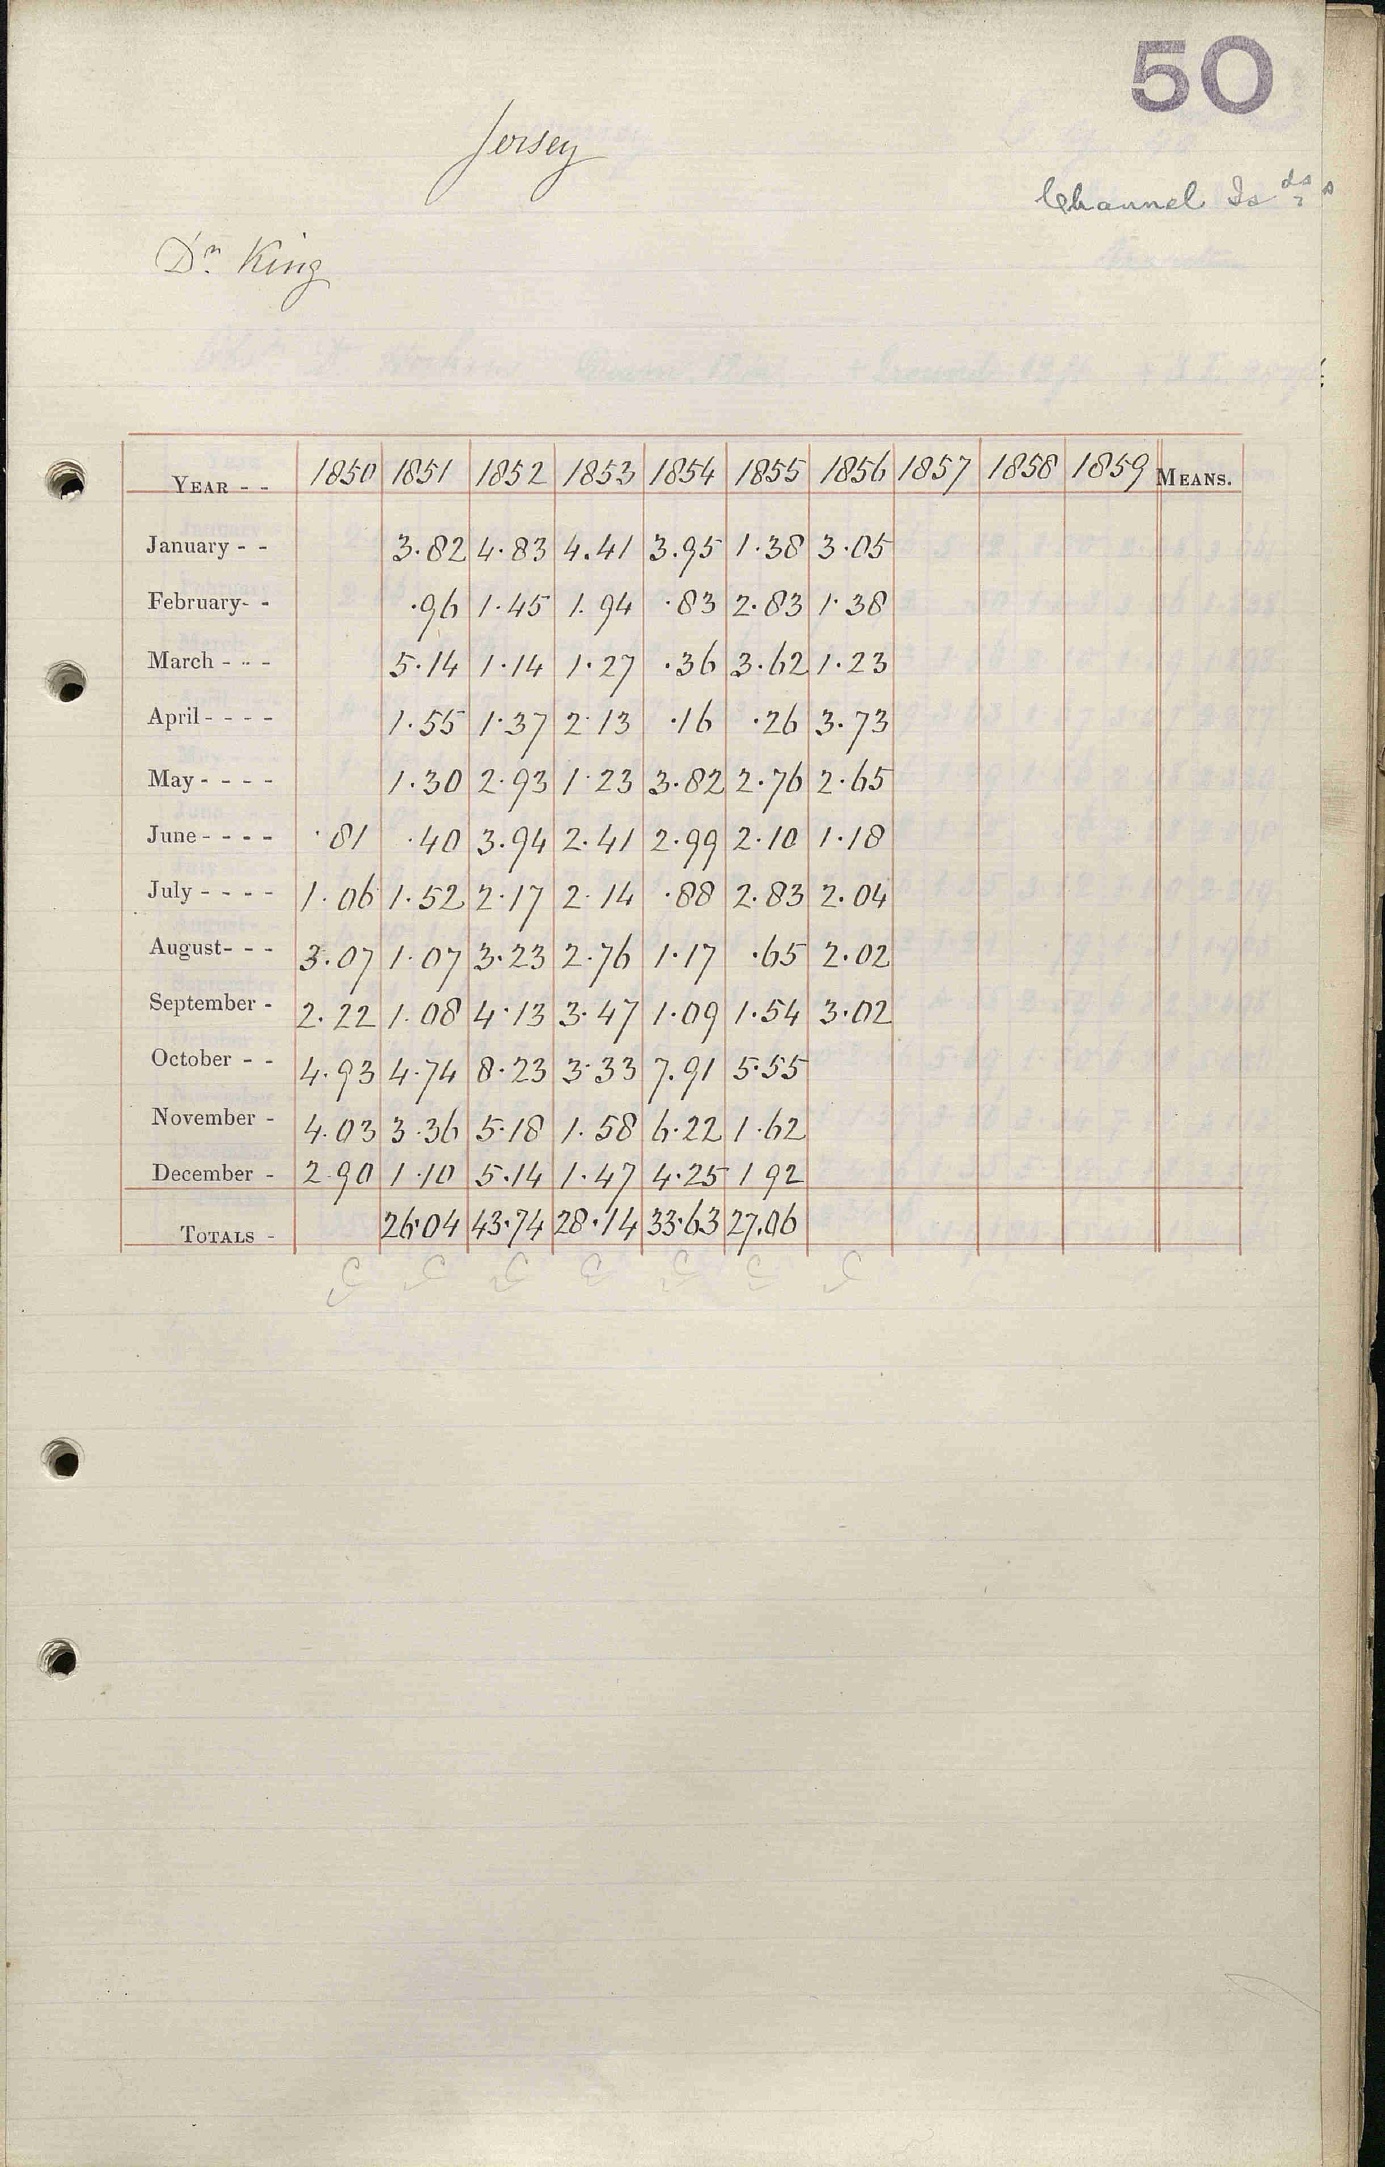 50
Jersey
Channel Is ds
Dr. King
YEAR - - 1850 1851 1852 1853 1854 1855 1856 1857 1858 1859 MEANS.
January - - 3.82 4.83 4.41 3.95 1.38 3.05
February- - .96 1.45 1.94 .83 2.83 1.38
March - - - 5.14 1.14 1.27 .36 3.62 1.23
April - - - - 1.55 1.37 2.13 .16 .26 3.73
May - - - - 1.30 2.93 1.23 3.82 2.76 2.65
June - - - - .81 .40 3.94 2.41 2.99 2.10 1.18
July - - - - 1.06 1.52 2.17 2.14 .88 2.83 2.04
August- - - 3.07 1.07 3.23 2.76 1.17 .65 2.02
September - 2.22 1.08 4.13 3.47 1.09 1.54 3.02
October - - 4.93 4.74 8.23 3.33 7.91 5.55
November - 4.03 3.36 5.18 1.58 6.22 1.62
December - 2.90 1.10 5.14 1.47 4.25 1 92
TOTALS - 26.04 43.74 28.14 33.63 27.06